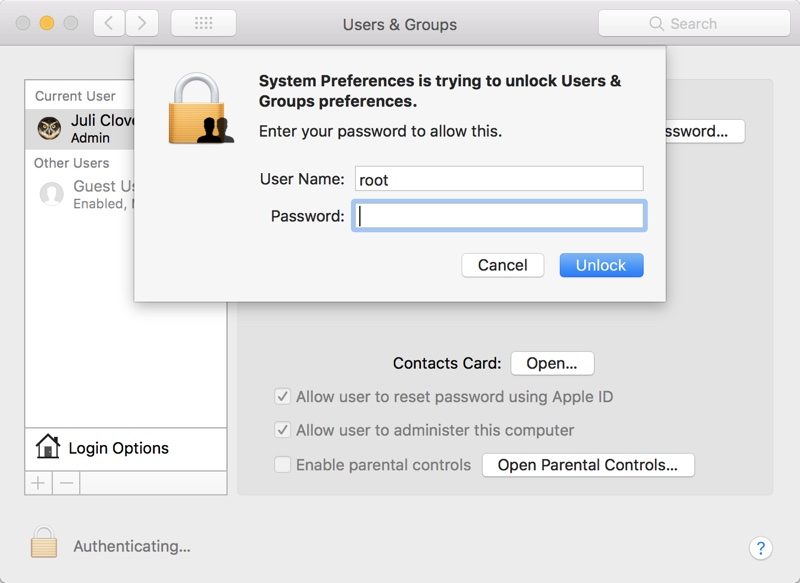 Users & Groups
Search
System Preferences is trying to unlock Users &
Groups preferences.
Enter your password to allow this.
User Name: root
Password:
Cancel Unlock
Current User
Juli Clove
Admin
Other Users
Guest Us
Enabled,
ssword...
Contacts Card: Open...
Allow user to reset password using Apple ID
Allow user to administer this computer
Enable parental controls Open Parental Controls...
Login Options
+ −
Authenticating...
?